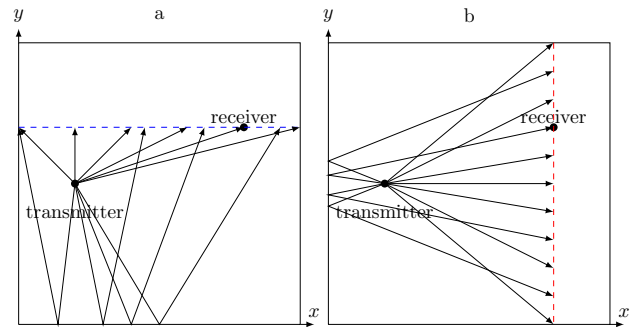 a
y
receiver
transmitter
x
b
y
receiver
transmitter
x